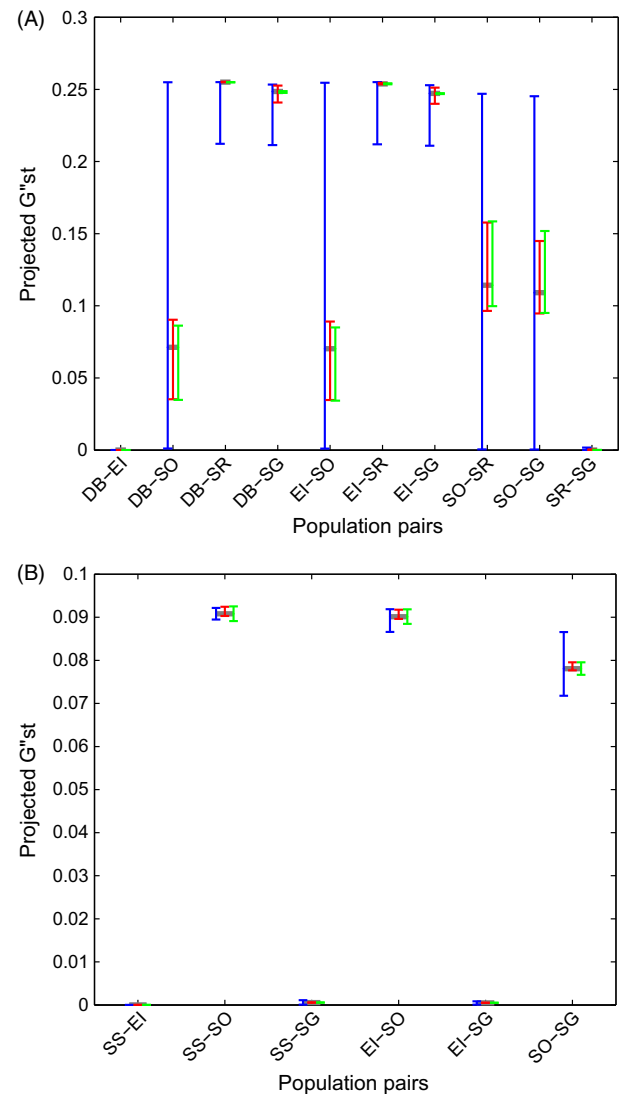 (A)
0.3
0.25
0.2
0.15
0.1
0.05
0
Projected G"st
DB–EI
DB–SO
DB–SR
DB–SG
EI–SO
EI–SR
EI–SG
SO–SR
SO–SG
SR–SG
Population pairs
(B)
0.1
0.09
0.08
0.07
0.06
0.05
0.04
0.03
0.02
0.01
0
Projected G"st
SS–EI
SS–SO
SS–SG
EI–SO
EI–SG
SO–SG
Population pairs